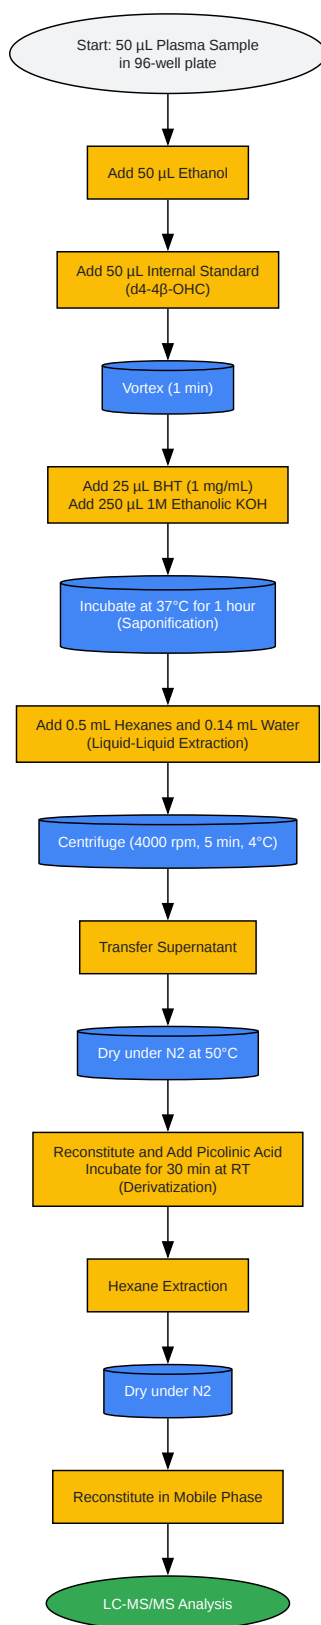 Start: 50 µL Plasma Sample
in 96-well plate
Add 50 µL Ethanol
Add 50 µL Internal Standard
(d4-4β-OHC)
Vortex (1 min)
Add 25 µL BHT (1 mg/mL)
Add 250 µL 1M Ethanolic KOH
Incubate at 37°C for 1 hour
(Saponification)
Add 0.5 mL Hexanes and 0.14 mL Water
(Liquid-Liquid Extraction)
Centrifuge (4000 rpm, 5 min, 4°C)
Transfer Supernatant
Dry under N2 at 50°C
Reconstitute and Add Picolinic Acid
Incubate for 30 min at RT
(Derivatization)
Hexane Extraction
Dry under N2
Reconstitute in Mobile Phase
LC-MS/MS Analysis